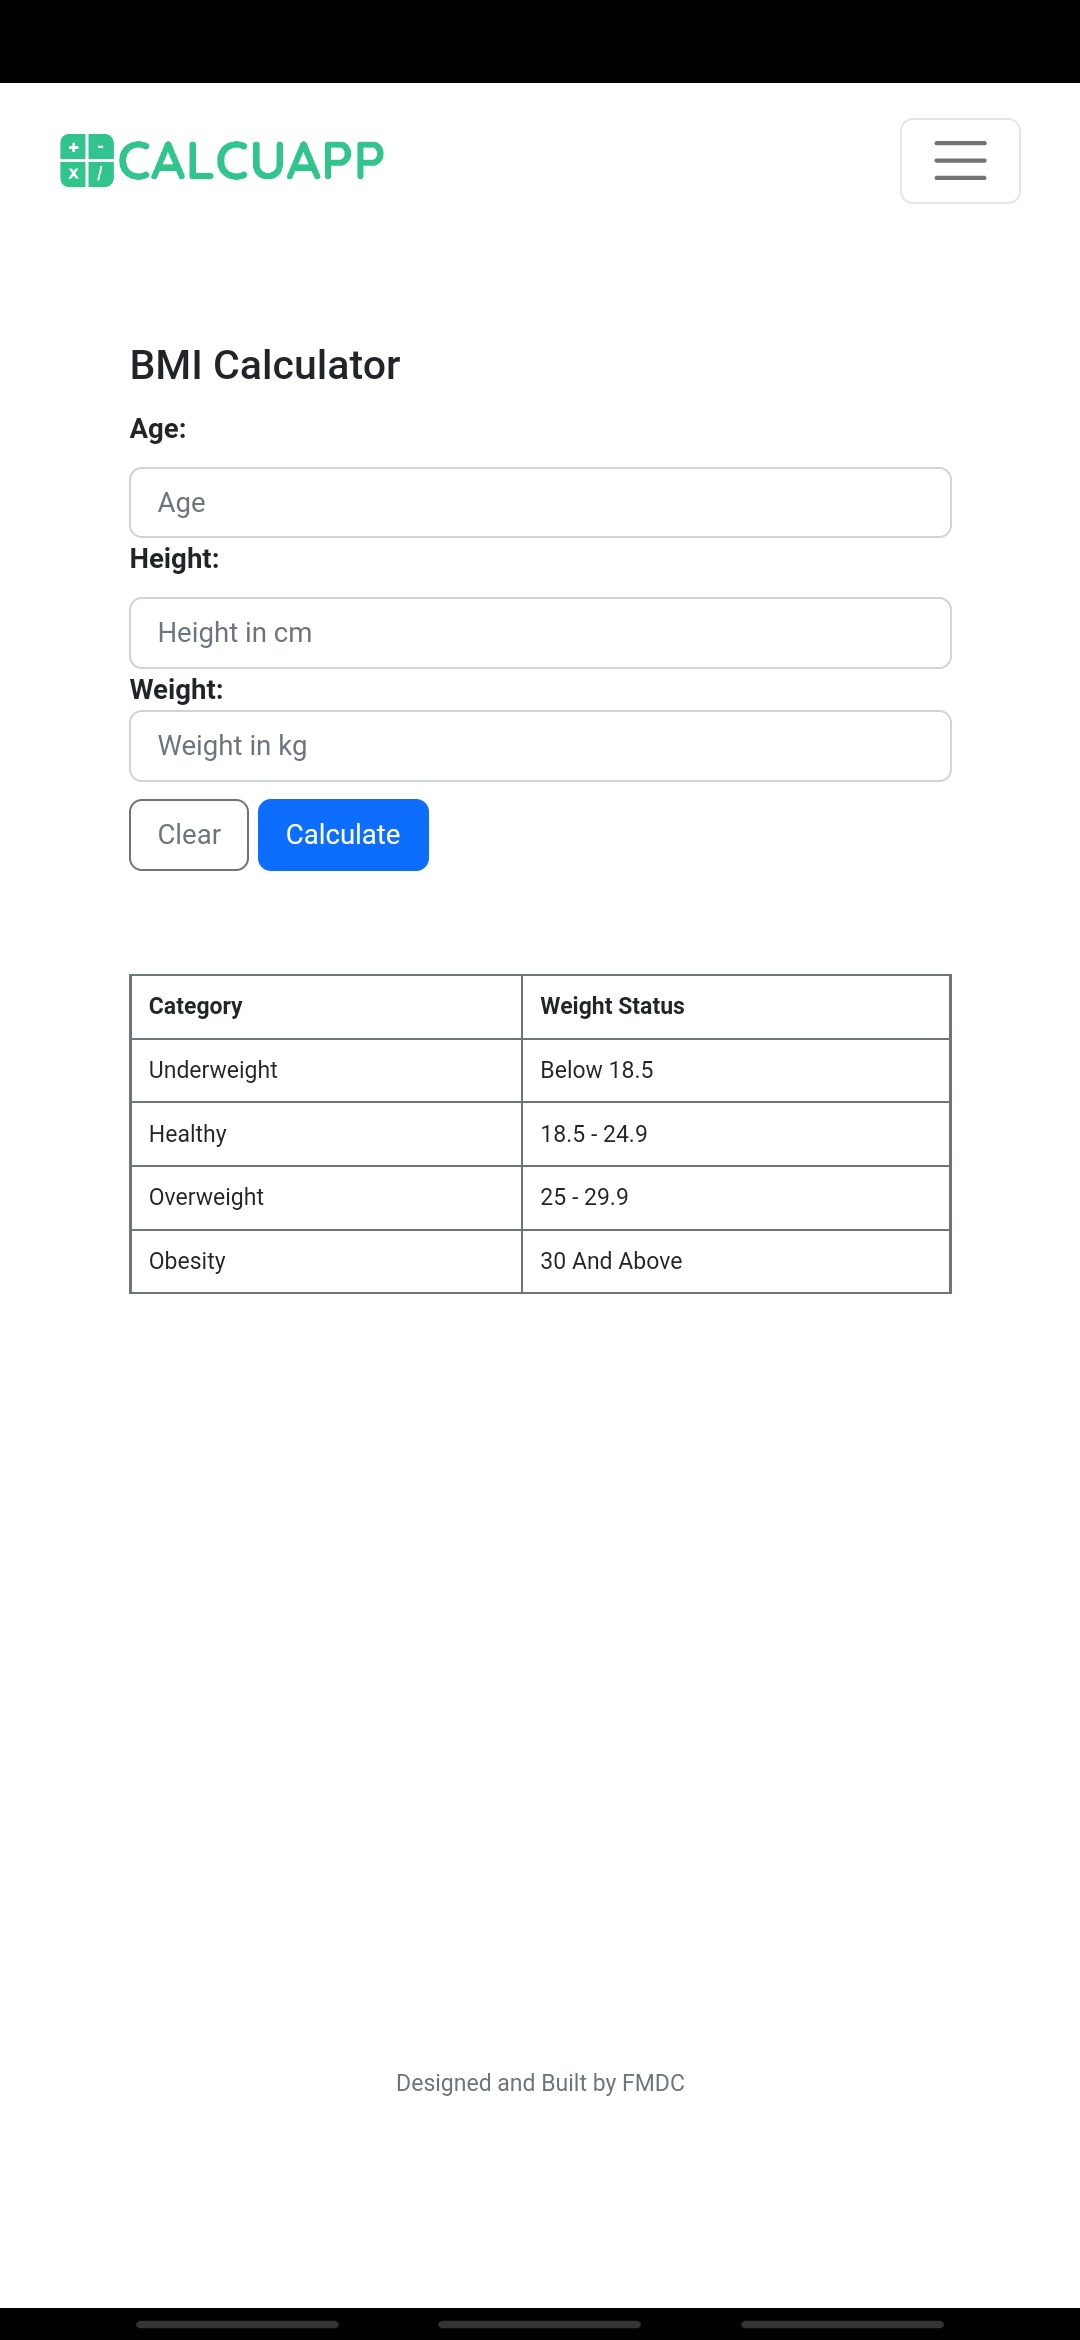 CALCUAPP
BMI Calculator
Age:
Age
Height:
Height in cm
Weight:
Weight in kg
Clear Calculate
Category Weight Status
Underweight Below 18.5
Healthy 18.5 - 24.9
Overweight 25 - 29.9
Obesity 30 And Above
Designed and Built by FMDC